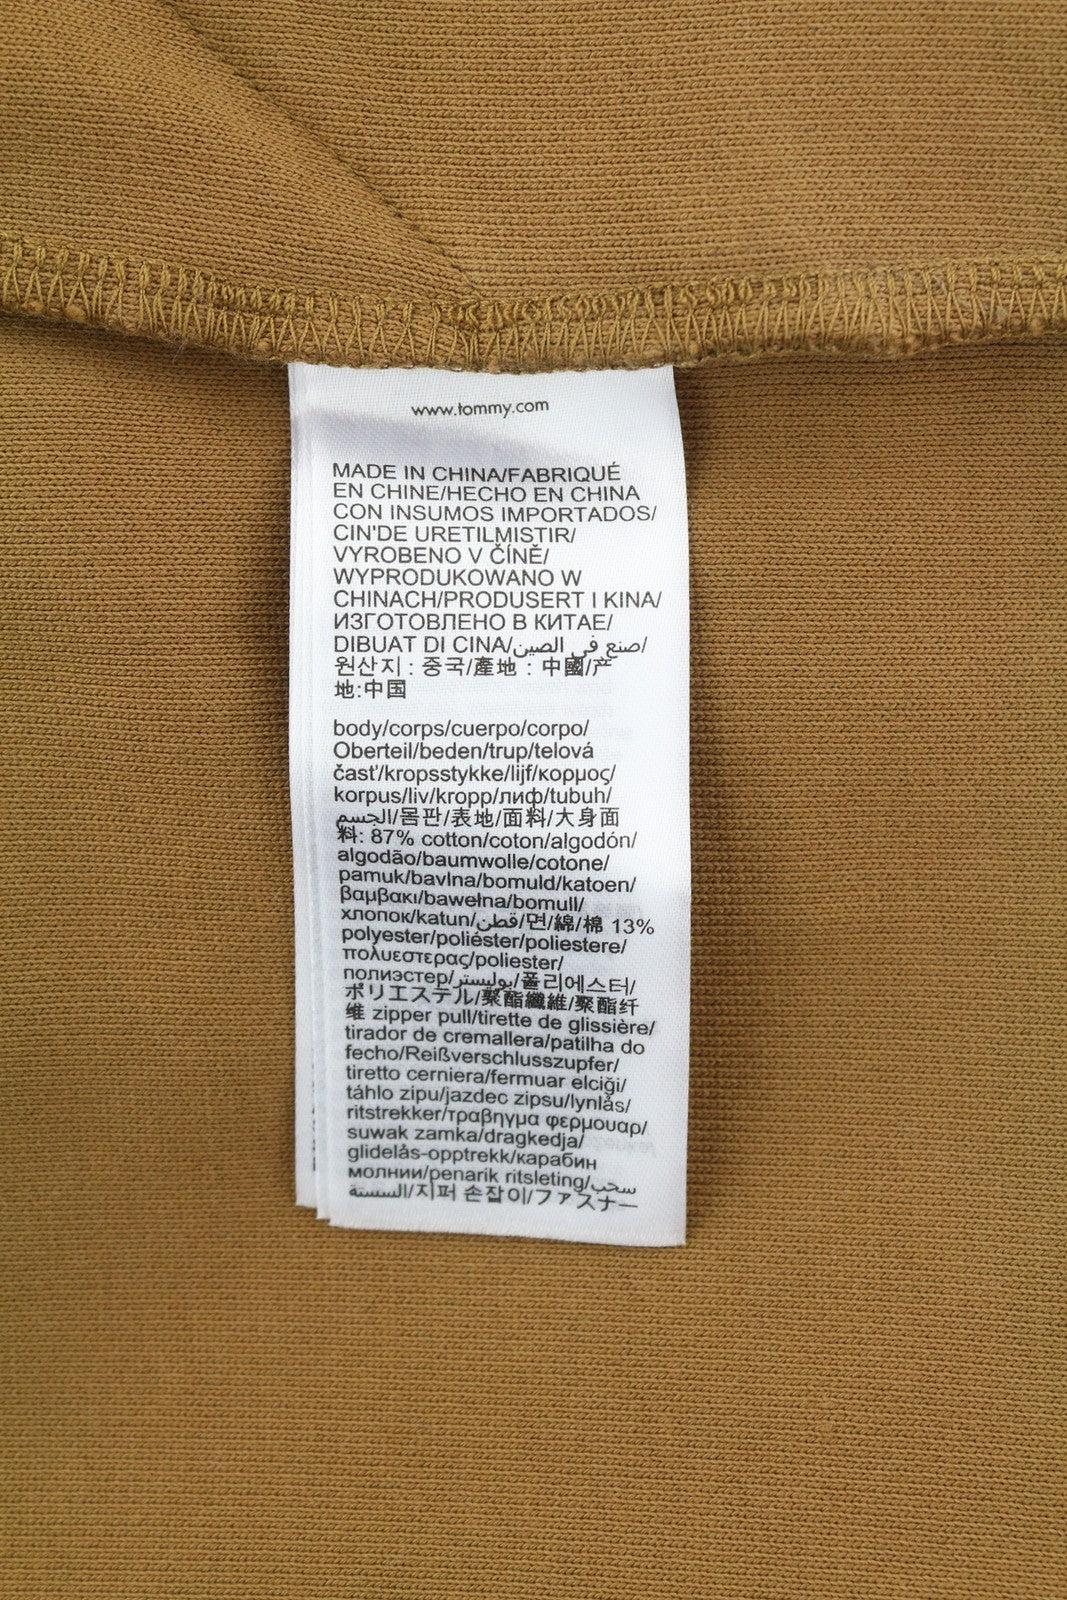 www.tommy.com
MADE IN CHINA/FABRIQUÉ
EN CHINE/HECHO EN CHINA
CON INSUMOS IMPORTADOS/
CIN'DE URETILMISTIR/
VYROBENO V ČÍNĚ/
WYPRODUKOWANO W
CHINACH/PRODUSERT I KINA/
ИЗГОТОВЛЕНО В КИТАЕ/
DIBUAT DI CINA/صنع في الصين/
원산지 : 중국/產地 : 中國/产
地:中国
body/corps/cuerpo/corpo/
Oberteil/beden/trup/telová
časť/kropsstykke/lijf/κορμος/
korpus/liv/kropp/лиф/tubuh/
الجسم/몸판/表地/面料/大身面
料: 87% cotton/coton/algodón/
algodão/baumwolle/cotone/
pamuk/bavlna/bomuld/katoen/
βαμβακι/bawełna/bomull/
хлопок/katun/قطن/면/綿/棉 13%
polyester/poliéster/poliestere/
πολυεστερας/poliester/
полиэстер/بوليستر/폴리에스터/
ポリエステル/聚酯纖維/聚酯纤
维 zipper pull/tirette de glissière/
tirador de cremallera/patilha do
fecho/Reißverschlusszupfer/
tiretto cerniera/fermuar elciği/
táhlo zipu/jazdec zipsu/lynlås/
ritstrekker/τραβηγμα φερμουαρ/
suwak zamka/dragkedja/
glidelås-opptrekk/карабин
молнии/penarik ritsleting/سحب
السستة/지퍼 손잡이/ファスナー